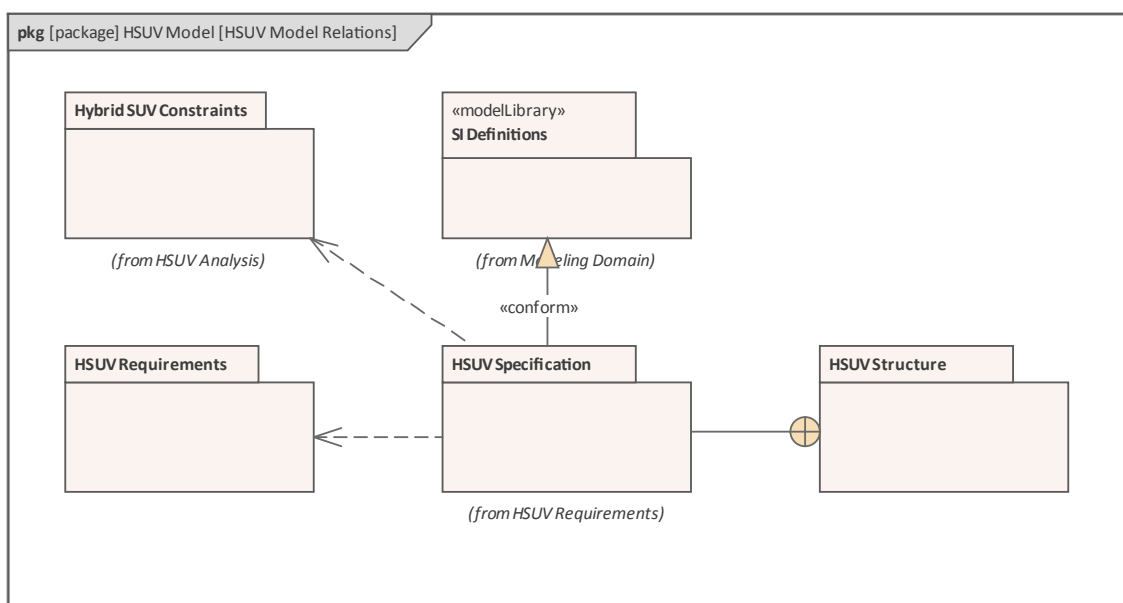 pkg [package] HSUV Model [HSUV Model Relations]
Hybrid SUV Constraints
«modelLibrary»
SI Definitions
(from HSUV Analysis)
(from M eling Domain)
«conform»
HSUV Requirements
HSUV Specification
HSUV Structure
(from HSUV Requirements)